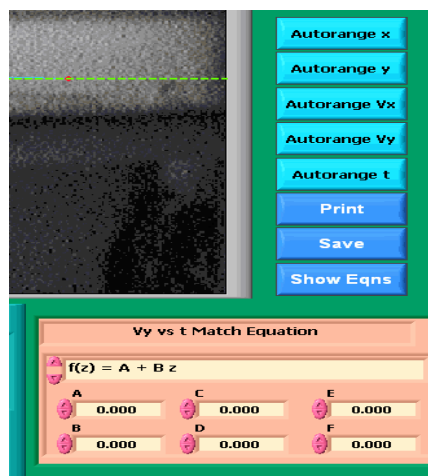 Autorange x
Autorange y
Autorange Vx
Autorange Vy
Autorange t
Print
Save
Show Eqns
Vy vs t Match Equation
f(z) = A + B z
A C E
0.000 0.000 0.000
B D F
0.000 0.000 0.000